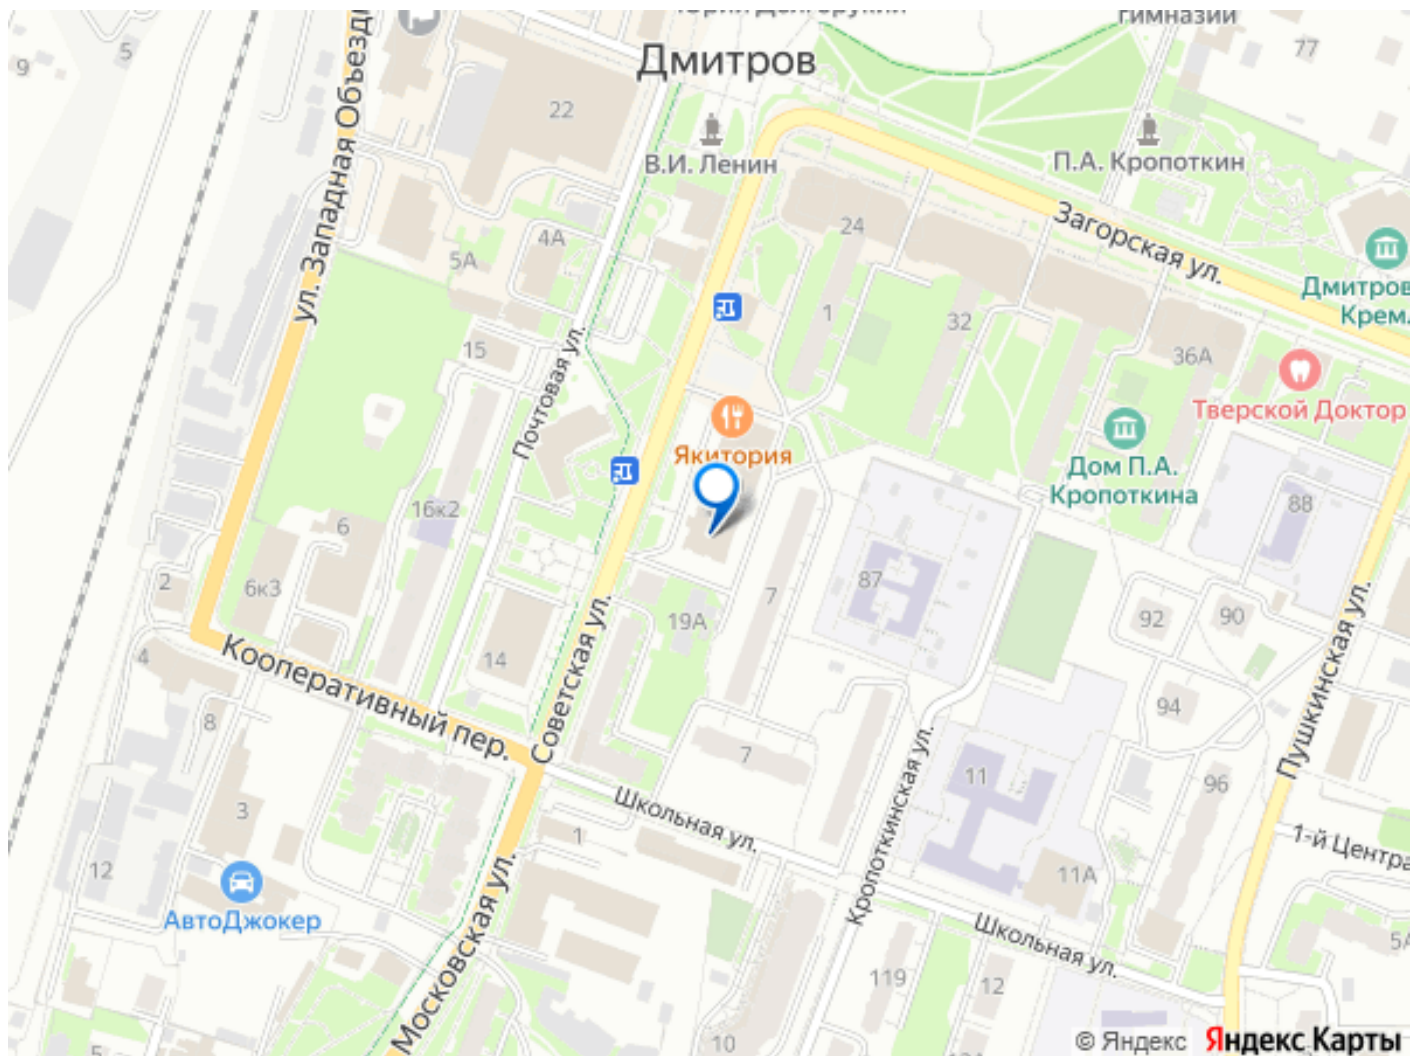 гимназии
77
5
9
Дмитров
22
В.И. Ленин
П.А. Кропоткин
ул. Западная Объезд
24
Загорская ул.
4А
5А
Дмитров
Крем.
1
32
15
36А
Почтовая ул.
Тверской Доктор
Якитория
Дом П.А.
Кропоткина
16к2
88
6
2
6к3
87
7
92
90
19А
Кооперативный пер.
14
Советская ул.
4
8
94
Пушкинская ул.
7
11
96
Школьная ул.
3
1
Кропоткинская ул.
1-й Центра
12
11А
АвтоДжокер
Московская ул.
Школьная ул.
5А
119
12
10
5
© Яндекс Яндекс Карты